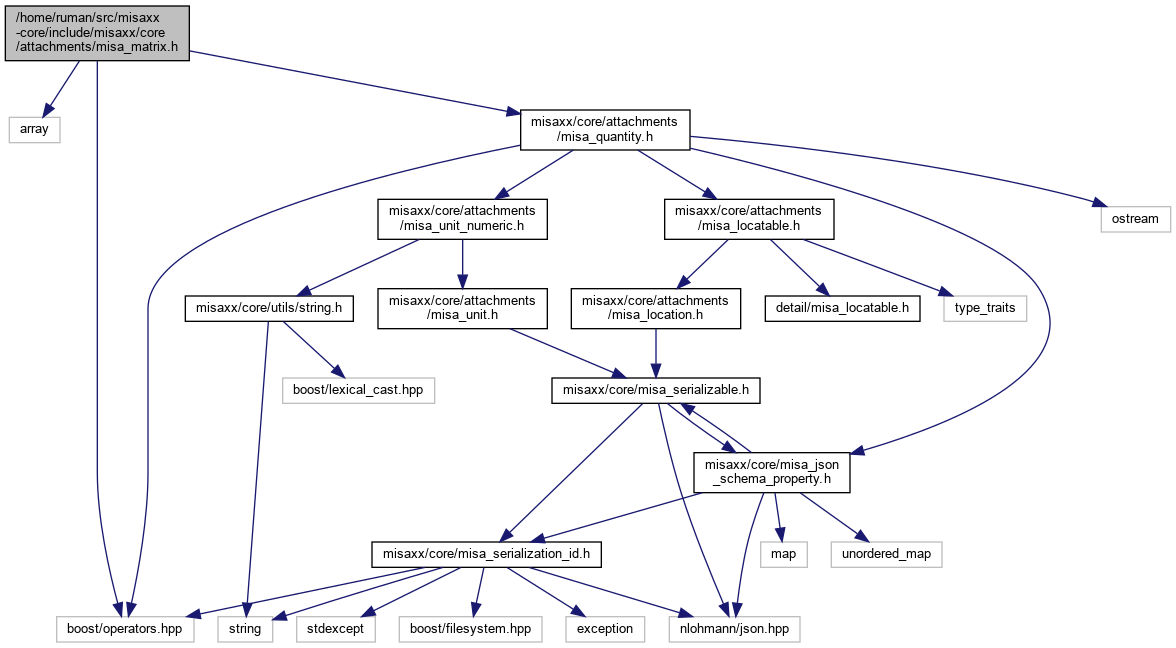 /home/ruman/src/misaxx
-core/include/misaxx/core
/attachments/misa_matrix.h
array
misaxx/core/attachments
/misa_quantity.h
misaxx/core/attachments
/misa_unit_numeric.h
misaxx/core/attachments
/misa_locatable.h
ostream
misaxx/core/utils/string.h
misaxx/core/attachments
/misa_unit.h
misaxx/core/attachments
/misa_location.h
detail/misa_locatable.h
type_traits
boost/lexical_cast.hpp
misaxx/core/misa_serializable.h
misaxx/core/misa_json
_schema_property.h
misaxx/core/misa_serialization_id.h
map
unordered_map
boost/operators.hpp
string
stdexcept
boost/filesystem.hpp
exception
nlohmann/json.hpp